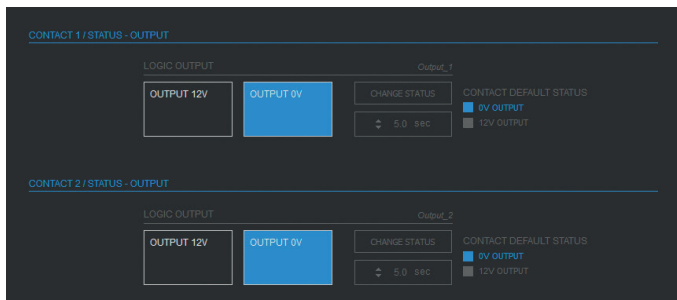 CONTACT 1 / STATUS - OUTPUT
LOGIC OUTPUT Output_1
OUTPUT 12V OUTPUT 0V CHANGE STATUS CONTACT DEFAULT STATUS
0V OUTPUT
5.0 sec 12V OUTPUT
CONTACT 2 / STATUS - OUTPUT
LOGIC OUTPUT Output_2
OUTPUT 12V OUTPUT 0V CHANGE STATUS CONTACT DEFAULT STATUS
0V OUTPUT
5.0 sec 12V OUTPUT